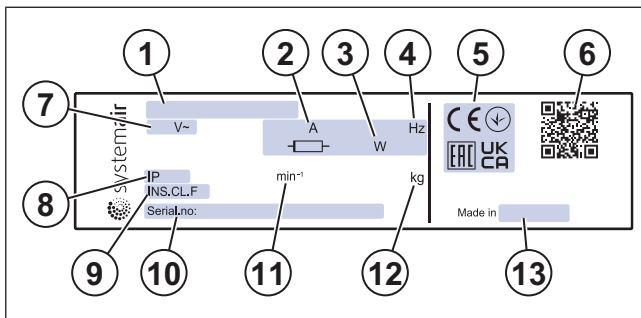 1 2 3 4 5 6
7 V~ A Hz CE
W
systemair
EAC UK CA
8 IP min⁻¹ kg
INS.CL.F
Serial.no: Made in
9 10 11 12 13